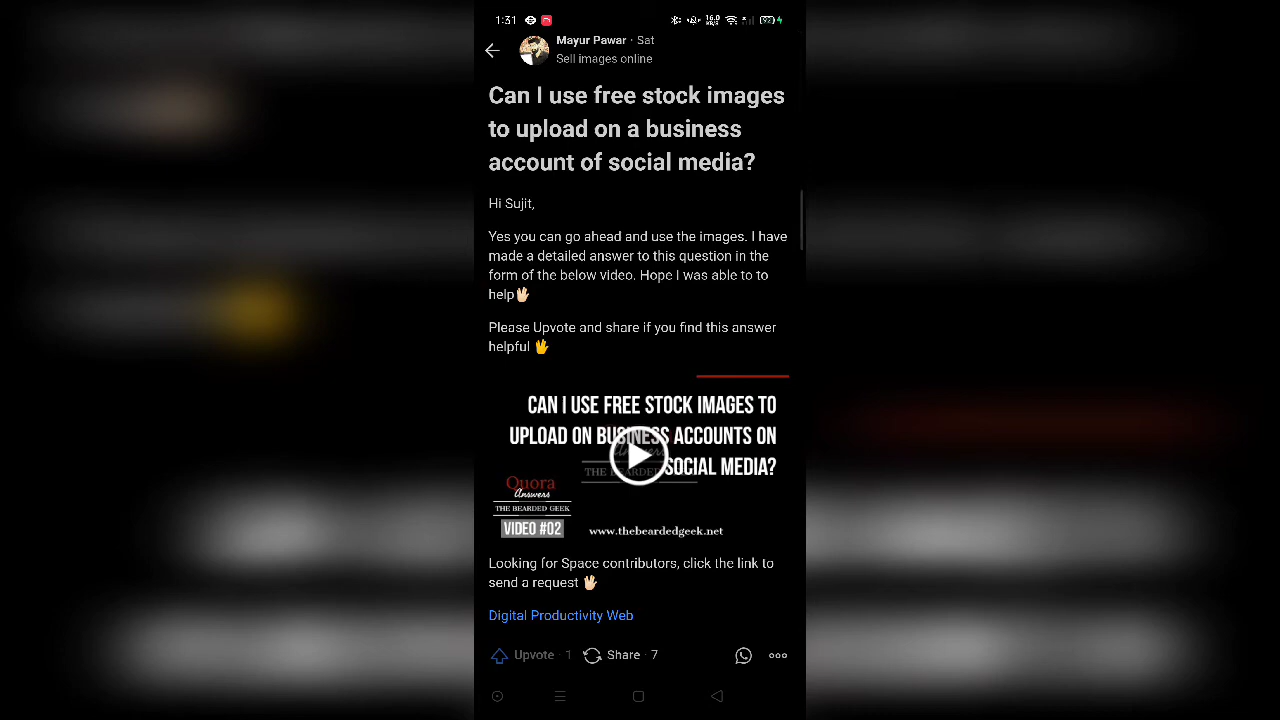 1:31
16.0
KB/S
Mayur Pawar · Sat
Sell images online
Can I use free stock images
to upload on a business
account of social media?
Hi Sujit,
Yes you can go ahead and use the images. I have
made a detailed answer to this question in the
form of the below video. Hope I was able to to
help🖖🏻
Please Upvote and share if you find this answer
helpful 🖖
CAN I USE FREE STOCK IMAGES TO
UPLOAD ON BUSINESS ACCOUNTS ON
SOCIAL MEDIA?
Quora
Answers
THE BEARDED GEEK
VIDEO #02
www.thebeardedgeek.net
Looking for Space contributors, click the link to
send a request 🖖🏻
Digital Productivity Web
Upvote · 1
Share · 7